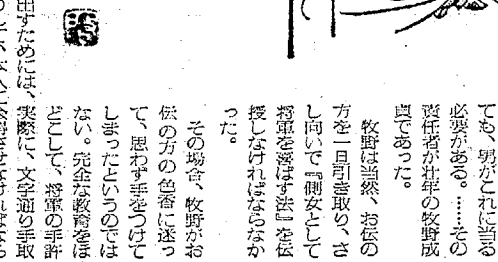 ても、男がこれに当る
必要がある。……その
責任者が壮年の牧野成
貞であった。
牧野は当然、お伝の
方を一旦引き取り、さ
し向いで『側女として
将軍を喜ばす法』を伝
授しなければならなか
った。
その場合、牧野がお
伝の方の色香に迷っ
て、思わず手をつけて
しまったというのでは
ない。完全な教育をほ
どこして、将軍の手許
出すためには、実際に、文字通り手取